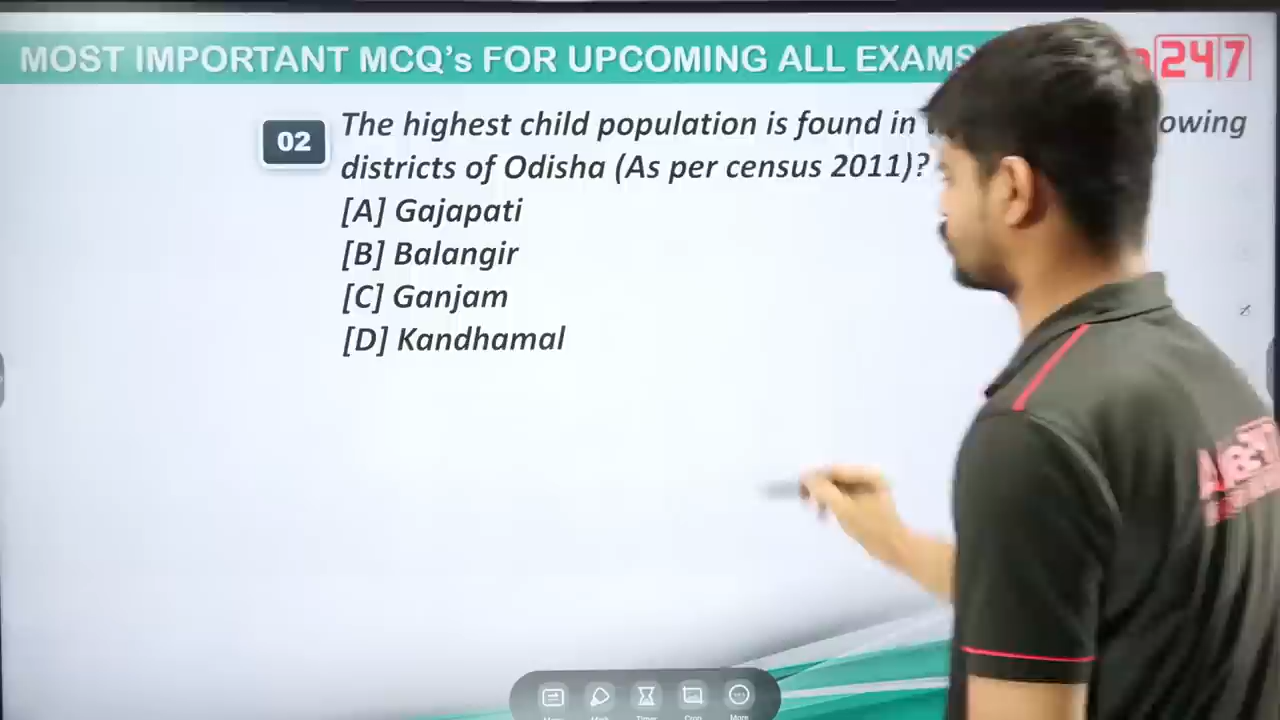 MOST IMPORTANT MCQ's FOR UPCOMING ALL EXAMS
247
02
The highest child population is found in owing
districts of Odisha (As per census 2011)?
[A] Gajapati
[B] Balangir
[C] Ganjam
[D] Kandhamal
More